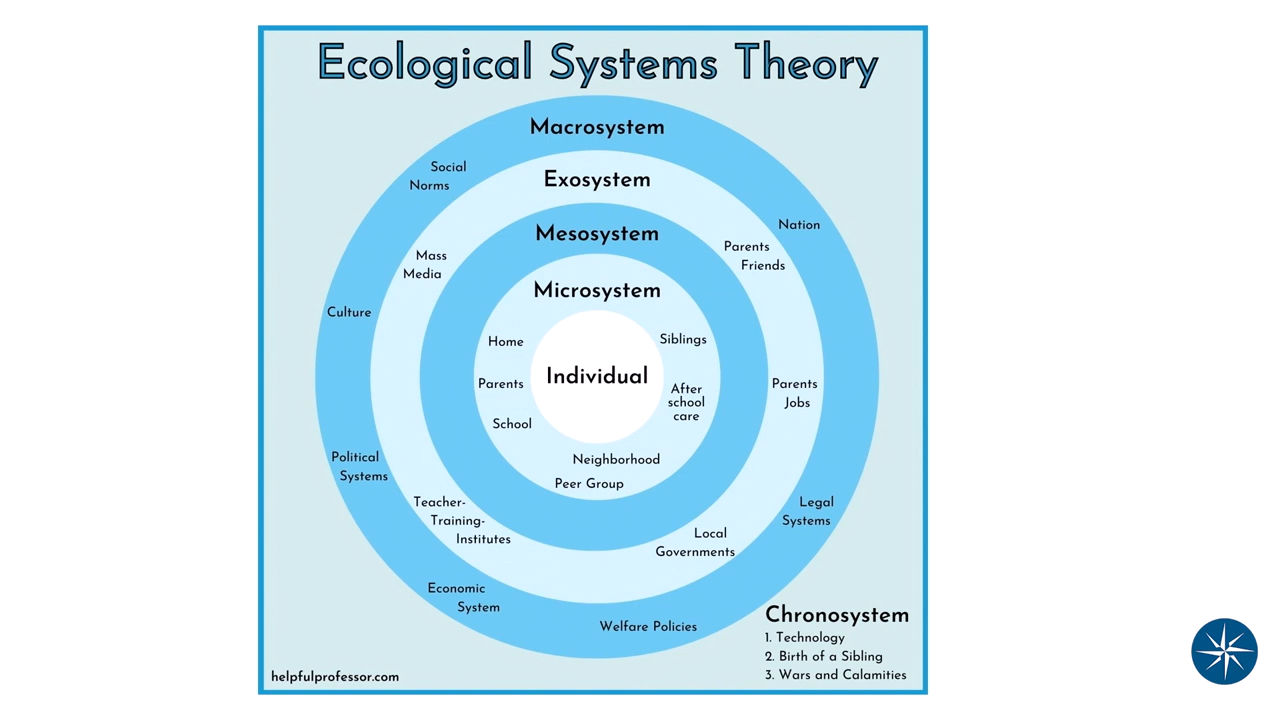 Ecological Systems Theory
Macrosystem
Social
Norms
Exosystem
Nation
Mesosystem
Parents
Friends
Mass
Media
Microsystem
Culture
Home
Siblings
Individual
Parents
After
school
care
Parents
Jobs
School
Neighborhood
Peer Group
Political
Systems
Teacher-
Training-
Institutes
Legal
Systems
Local
Governments
Economic
System
Welfare Policies
Chronosystem
1. Technology
2. Birth of a Sibling
3. Wars and Calamities
helpfulprofessor.com